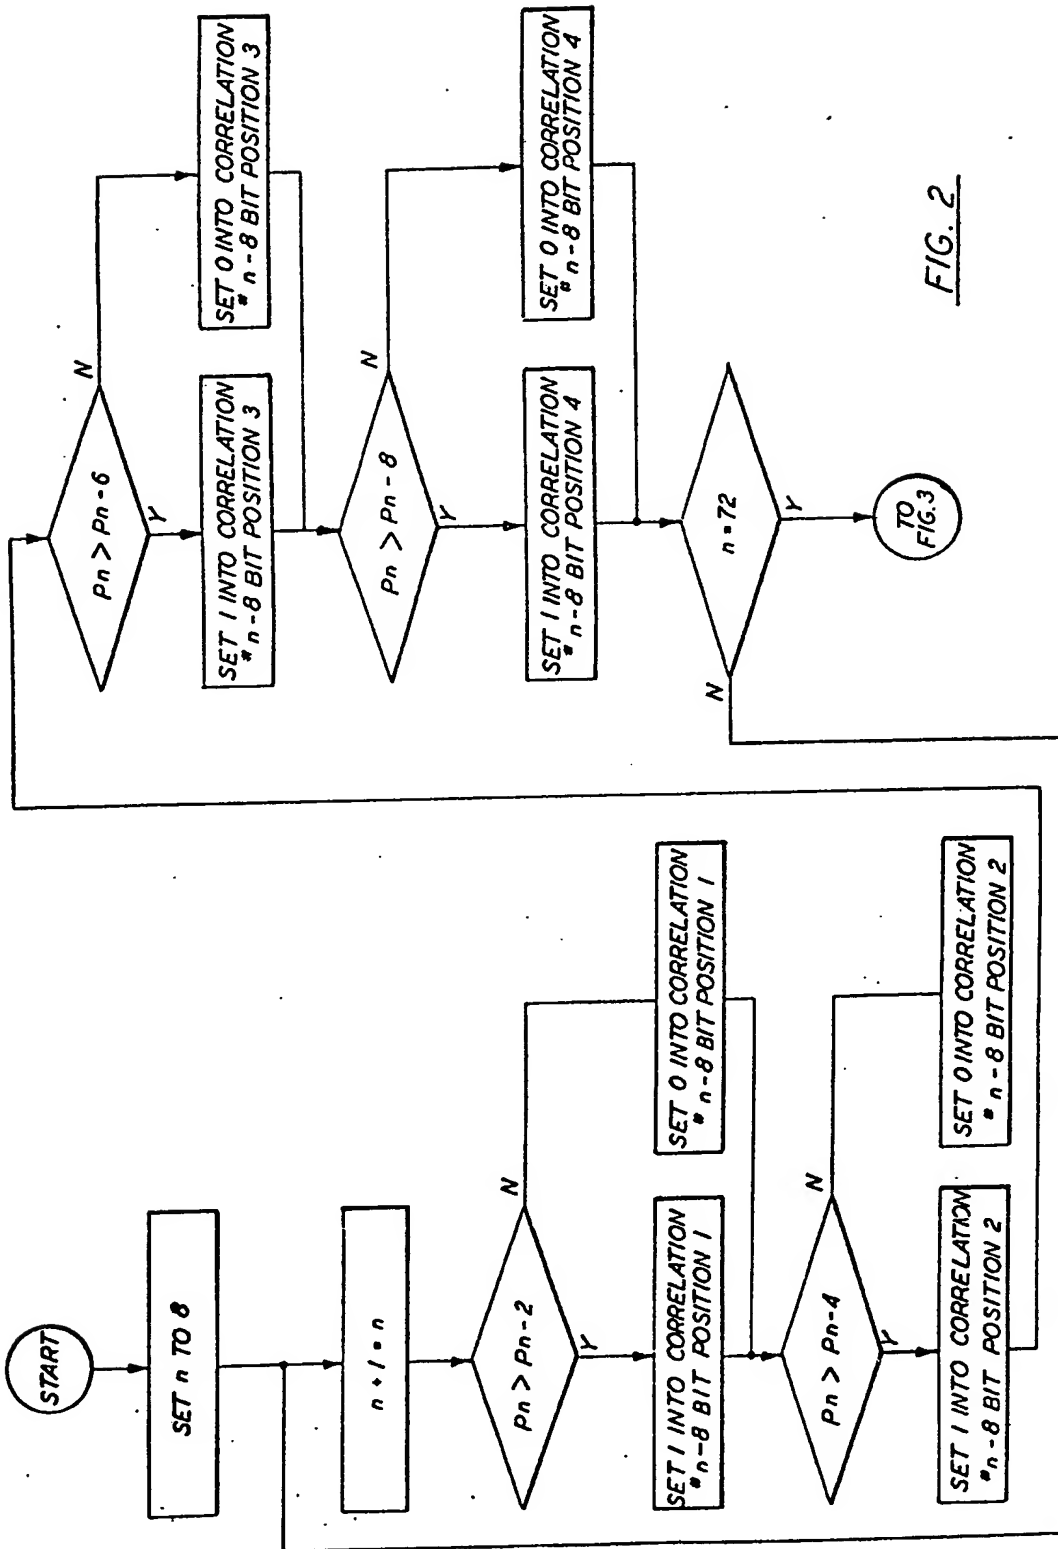 START
SET n TO 8
n + 1 = n
Pn > Pn-2
N
Y
SET 1 INTO CORRELATION
# n-8 BIT POSITION 1
SET 0 INTO CORRELATION
# n-8 BIT POSITION 1
Pn > Pn-4
N
Y
SET 1 INTO CORRELATION
# n-8 BIT POSITION 2
SET 0 INTO CORRELATION
# n-8 BIT POSITION 2
Pn > Pn-6
N
Y
SET 1 INTO CORRELATION
# n-8 BIT POSITION 3
SET 0 INTO CORRELATION
# n-8 BIT POSITION 3
Pn > Pn-8
N
Y
SET 1 INTO CORRELATION
# n-8 BIT POSITION 4
SET 0 INTO CORRELATION
# n-8 BIT POSITION 4
n = 72
N
Y
TO
FIG.3
FIG. 2